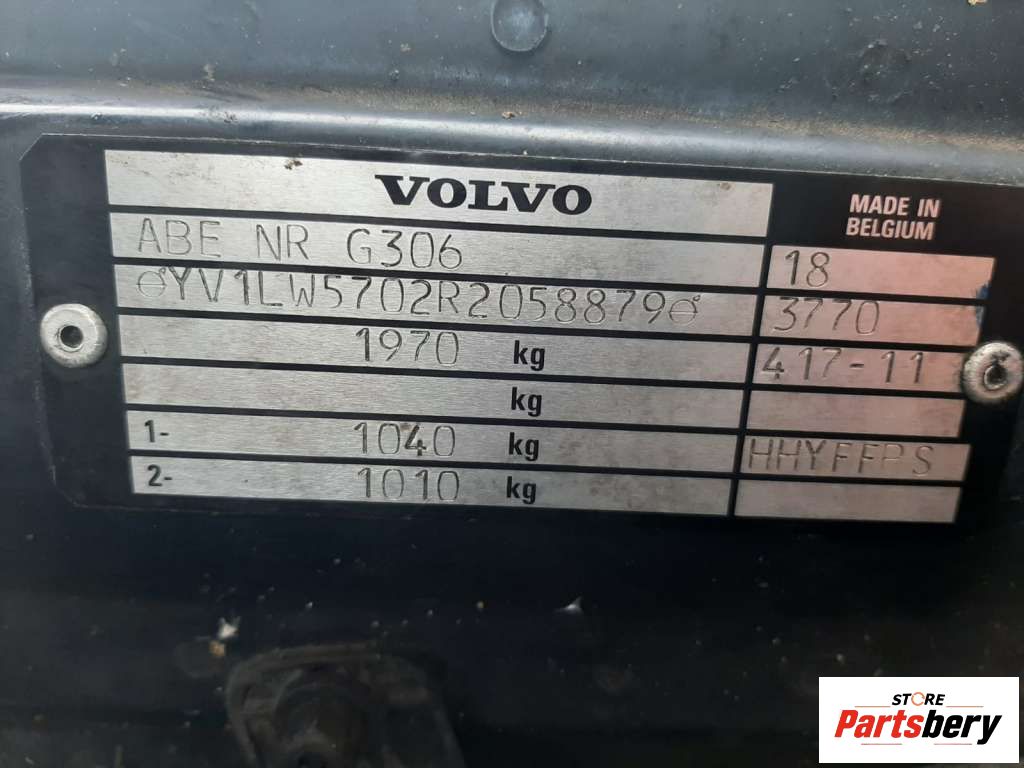 VOLVO
MADE IN
BELGIUM
ABE NR G306
18
YV1LW5702R2058879
3770
1970 kg
417-11
kg
1- 1040 kg
HHYFFPS
2- 1010 kg
STORE
Partsbery